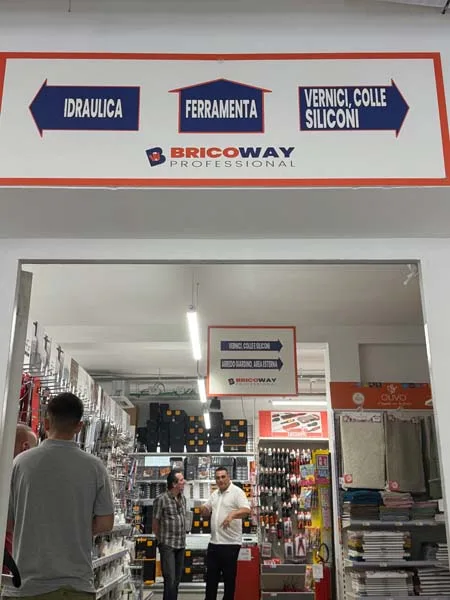 IDRAULICA
FERRAMENTA
VERNICI, COLLE
SILICONI
BRICOWAY
PROFESSIONAL
VERNICI, COLLE E SILICONI
ARREDO GIARDINO, AREA ESTERNA
BRICOWAY
OLIVO